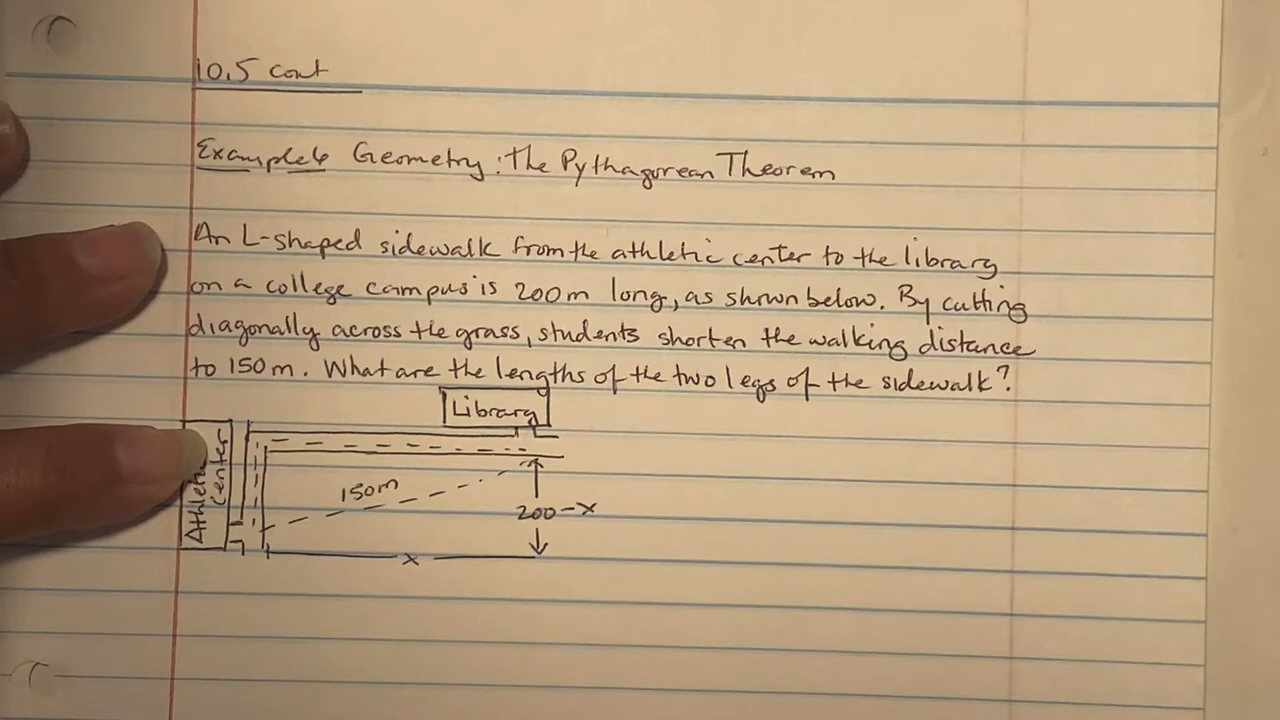 10.5 cont
Example 6 Geometry: the Pythagorean Theorem
An L-shaped sidewalk from the athletic center to the library
on a college campus is 200m long, as shown below. By cutting
diagonally across the grass, students shorten the walking distance
to 150m. What are the lengths of the two legs of the sidewalk?
Library
Athletic
Center
150m
200-x
x